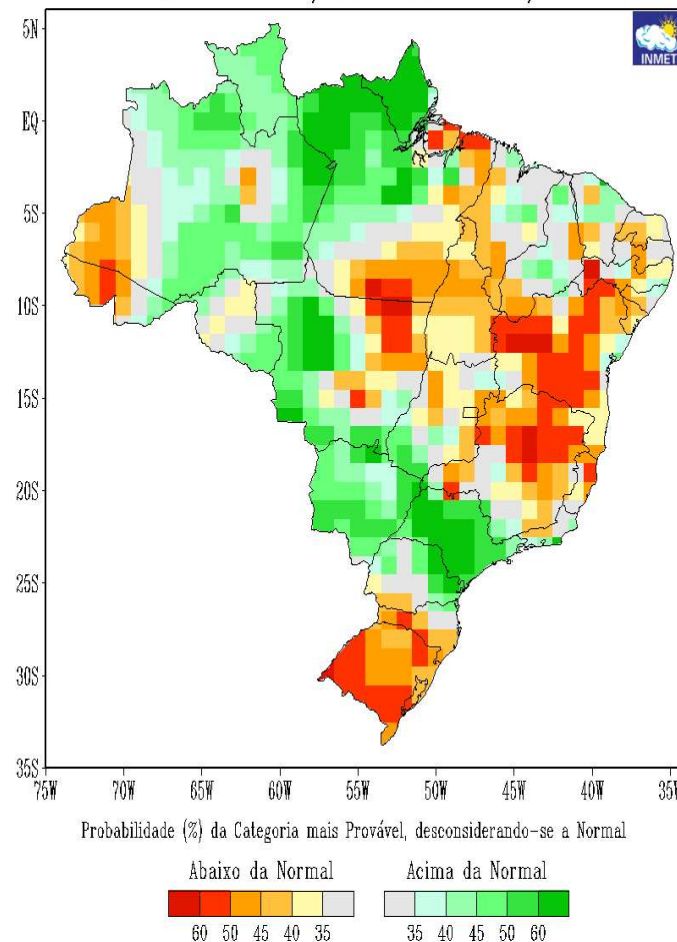 INMET
5N
EQ
5S
10S
15S
20S
25S
30S
35S
75W 70W 65W 60W 55W 50W 45W 40W 35W
Probabilidade (%) da Categoria mais Provável, desconsiderando-se a Normal
Abaixo da Normal Acima da Normal
60 50 45 40 35 35 40 45 50 60